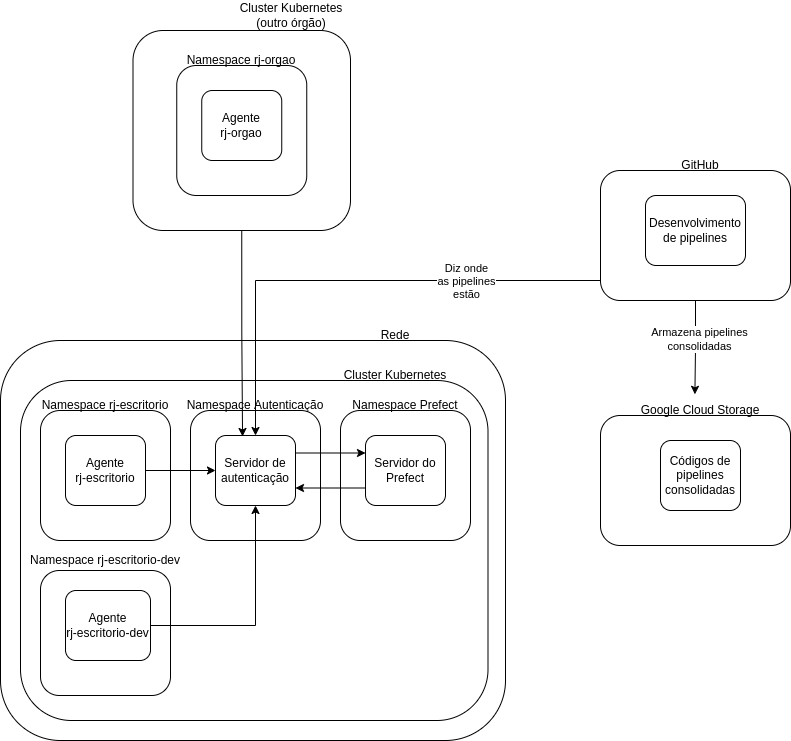 Cluster Kubernetes
(outro órgão)
Namespace rj-orgao
Agente
rj-orgao
GitHub
Desenvolvimento
de pipelines
Diz onde
as pipelines
estão
Armazena pipelines
consolidadas
Rede
Cluster Kubernetes
Namespace rj-escritorio
Namespace Autenticação
Namespace Prefect
Agente
rj-escritorio
Servidor de
autenticação
Servidor do
Prefect
Google Cloud Storage
Códigos de
pipelines
consolidadas
Namespace rj-escritorio-dev
Agente
rj-escritorio-dev